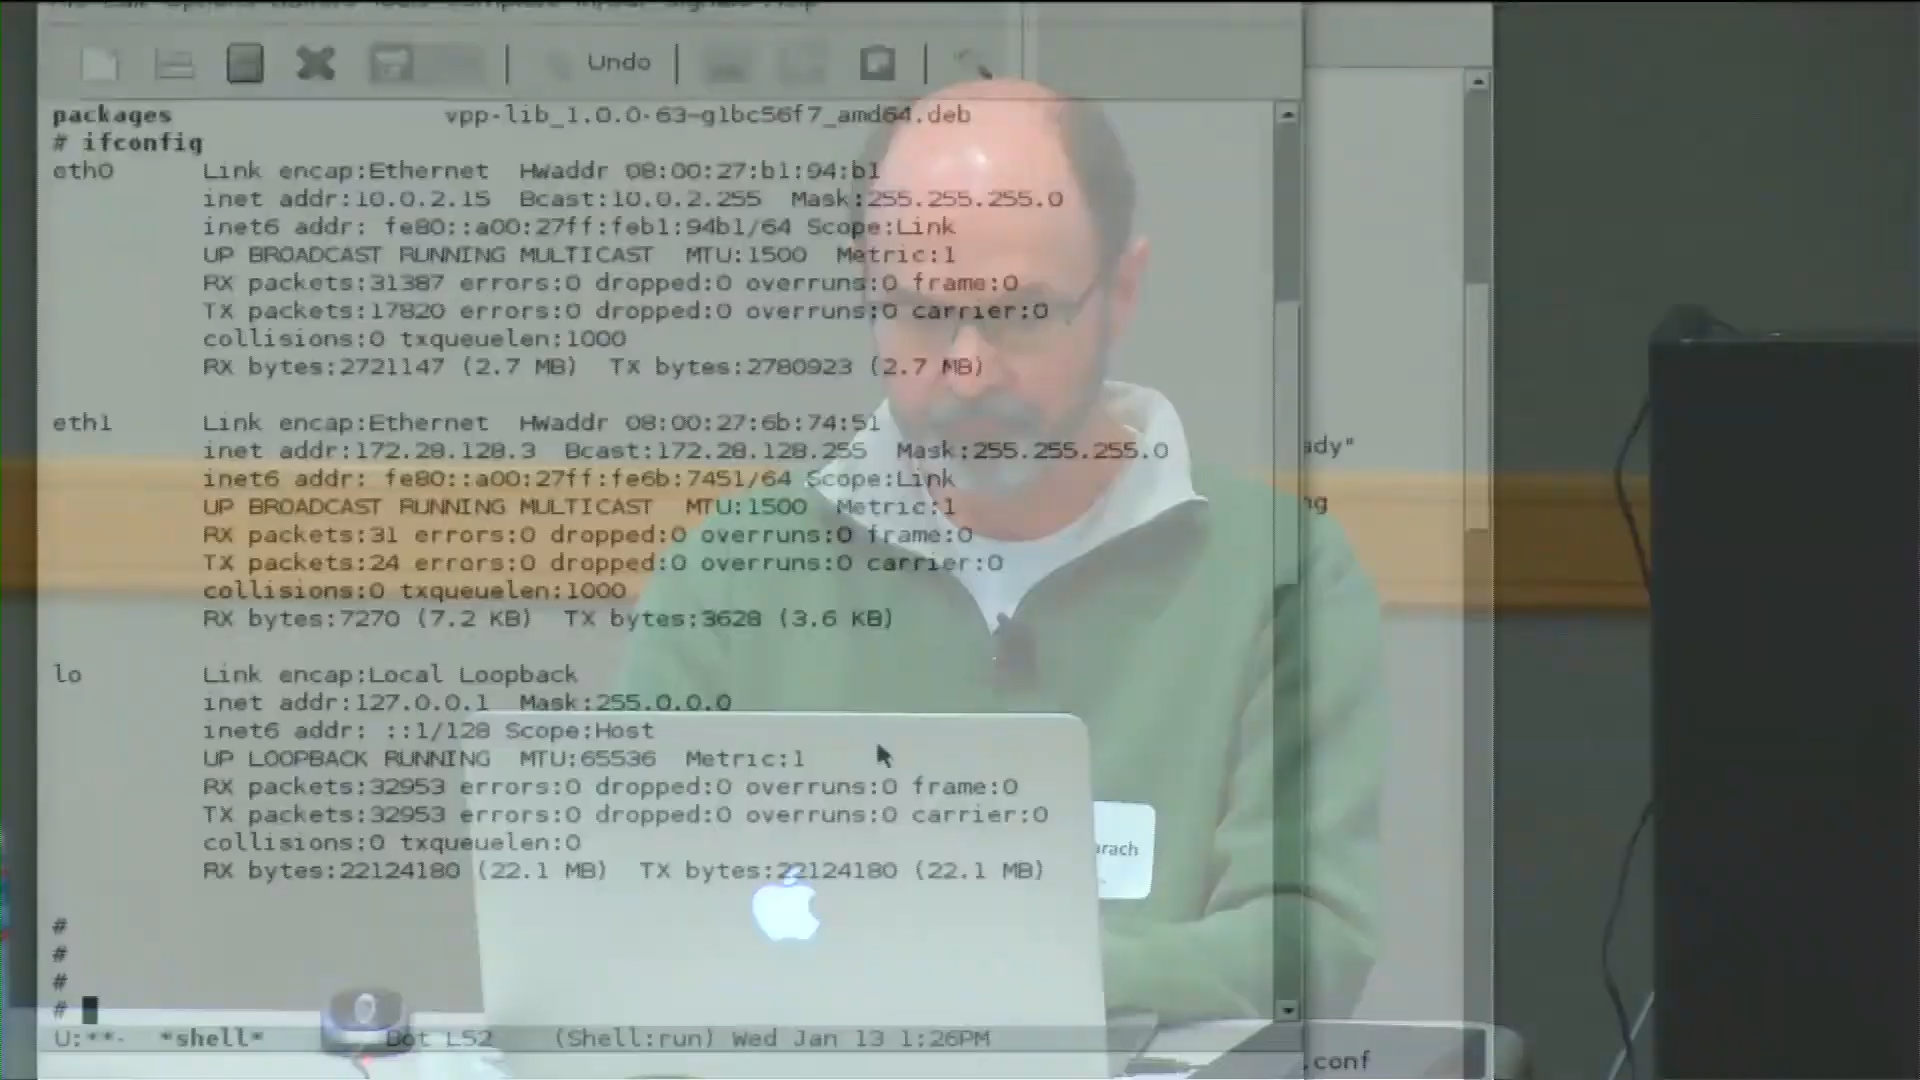 Undo
packages vpp-lib_1.0.0-63-g1bc56f7_amd64.deb
# ifconfig
eth0 Link encap:Ethernet HWaddr 08:00:27:b1:94:b1
inet addr:10.0.2.15 Bcast:10.0.2.255 Mask:255.255.255.0
inet6 addr: fe80::a00:27ff:feb1:94b1/64 Scope:Link
UP BROADCAST RUNNING MULTICAST MTU:1500 Metric:1
RX packets:31387 errors:0 dropped:0 overruns:0 frame:0
TX packets:17820 errors:0 dropped:0 overruns:0 carrier:0
collisions:0 txqueuelen:1000
RX bytes:2721147 (2.7 MB) TX bytes:2780923 (2.7 MB)
eth1 Link encap:Ethernet HWaddr 08:00:27:6b:74:51
inet addr:172.28.128.3 Bcast:172.28.128.255 Mask:255.255.255.0
ady"
inet6 addr: fe80::a00:27ff:fe6b:7451/64 Scope:Link
UP BROADCAST RUNNING MULTICAST MTU:1500 Metric:1
ng
RX packets:31 errors:0 dropped:0 overruns:0 frame:0
TX packets:24 errors:0 dropped:0 overruns:0 carrier:0
collisions:0 txqueuelen:1000
RX bytes:7270 (7.2 KB) TX bytes:3628 (3.6 KB)
lo Link encap:Local Loopback
inet addr:127.0.0.1 Mask:255.0.0.0
inet6 addr: ::1/128 Scope:Host
UP LOOPBACK RUNNING MTU:65536 Metric:1
RX packets:32953 errors:0 dropped:0 overruns:0 frame:0
TX packets:32953 errors:0 dropped:0 overruns:0 carrier:0
collisions:0 txqueuelen:0
rach
RX bytes:22124180 (22.1 MB) TX bytes:22124180 (22.1 MB)
#
#
#
#
U:**- *shell* Bot L52 (Shell:run) Wed Jan 13 1:26PM
.conf